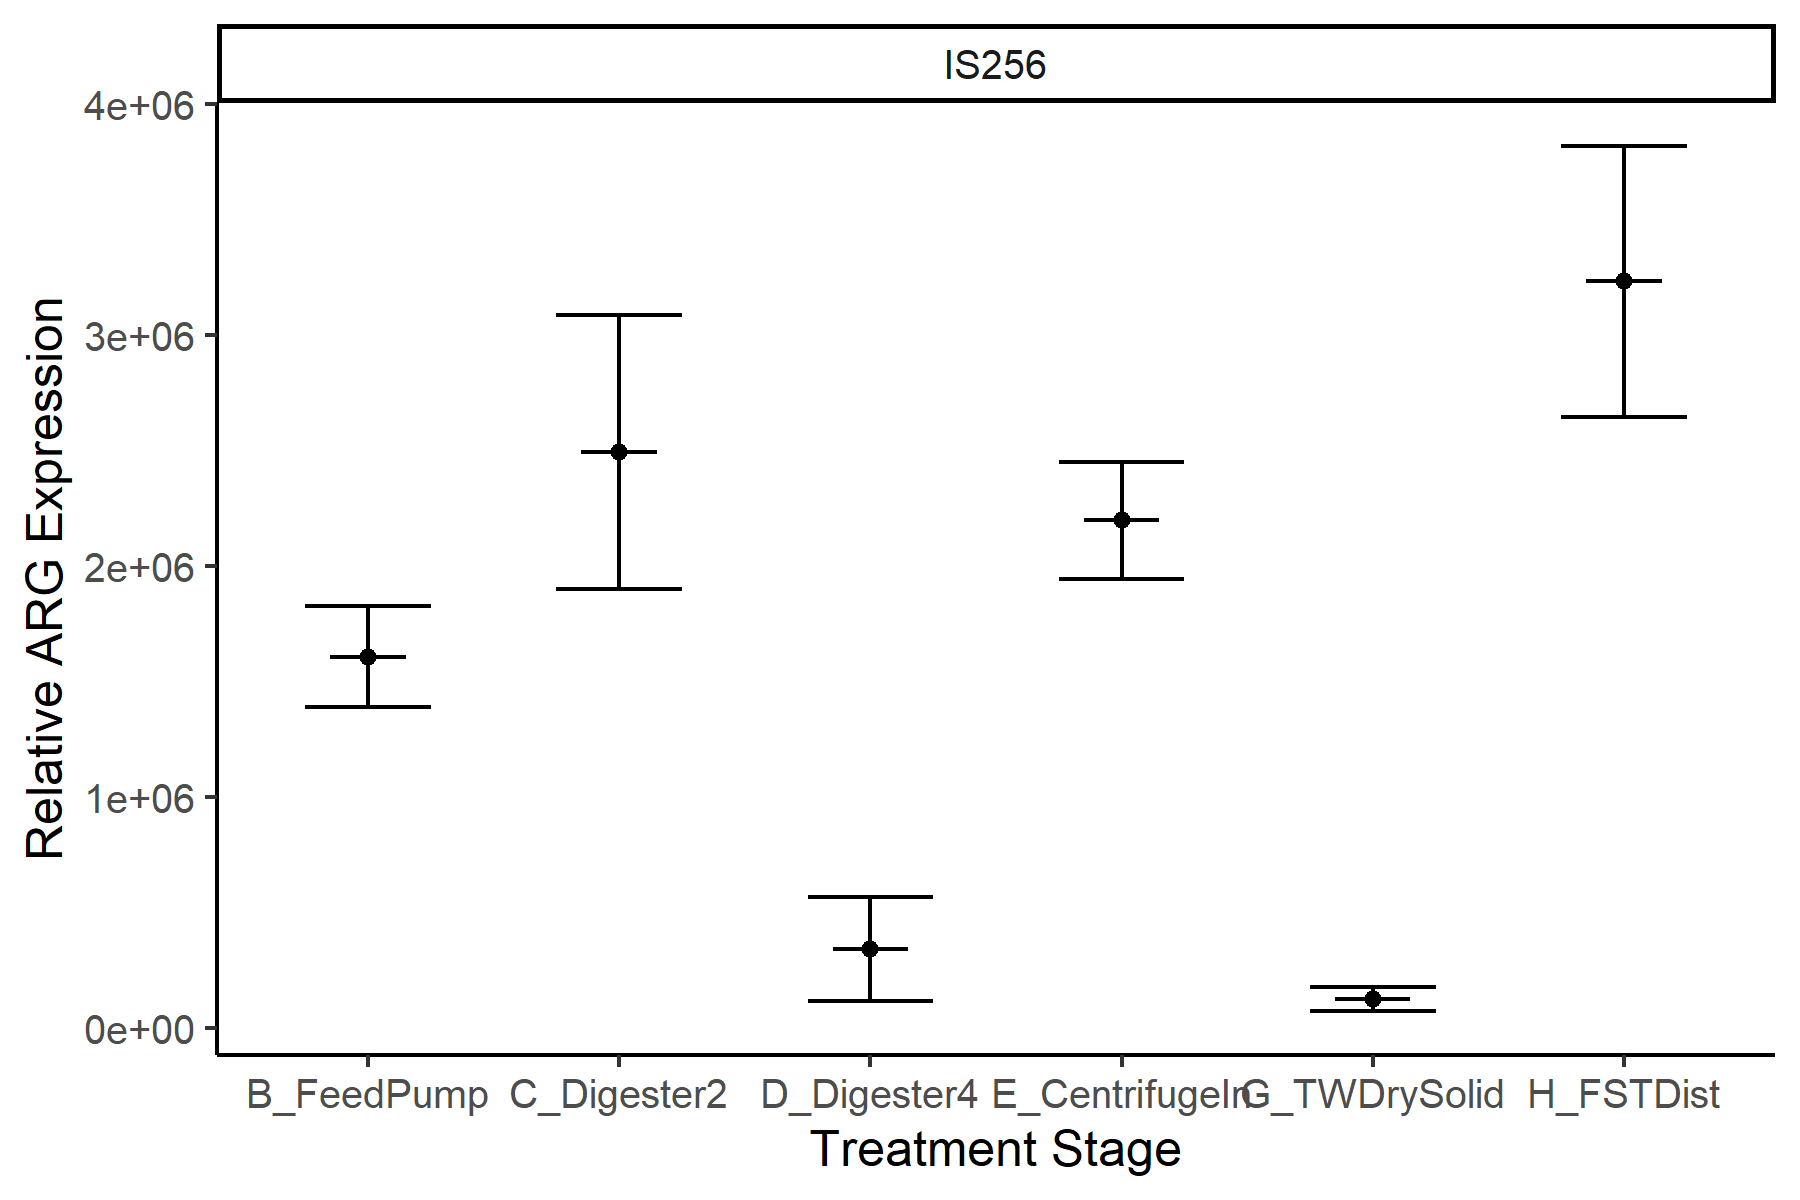 IS256
4e+06
3e+06
2e+06
1e+06
0e+00
Relative ARG Expression
B_FeedPump C_Digester2 D_Digester4 E_CentrifugeIn G_TWDrySolid H_FSTDist
Treatment Stage